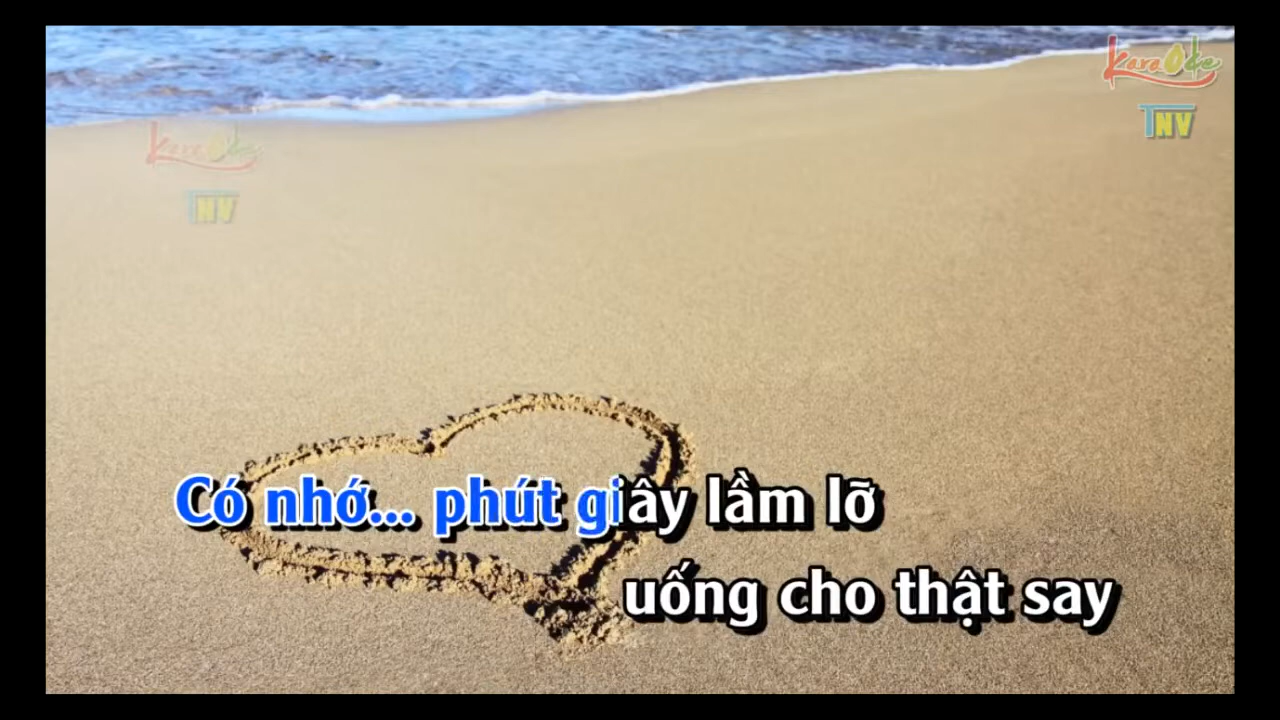 KaraOke
TNV
KaraOke
TNV
Có nhớ... phút giây lầm lỡ
uống cho thật say